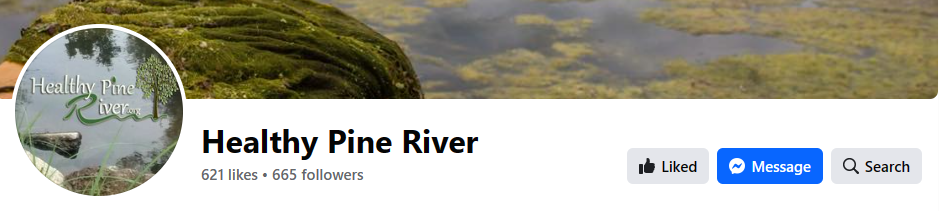 Healthy Pine
River.org
Healthy Pine River
621 likes • 665 followers
Liked
Message
Search